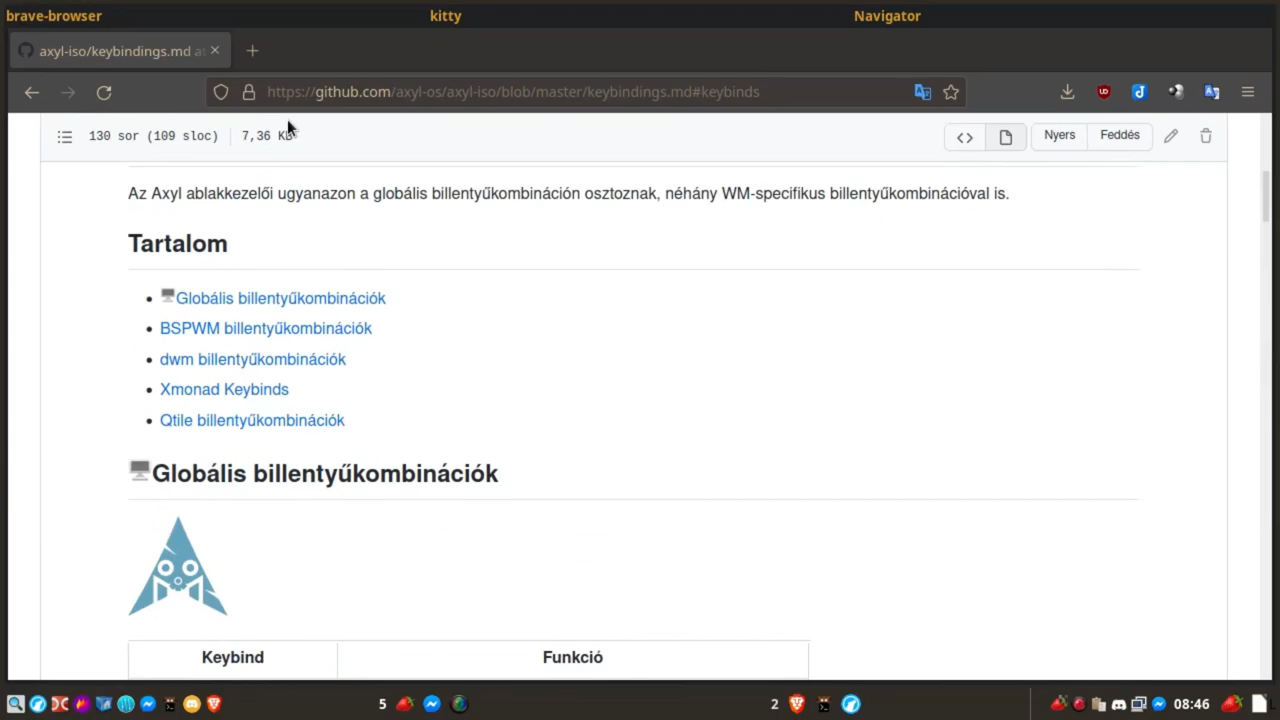 brave-browser kitty Navigator
axyl-iso/keybindings.md at
https://github.com/axyl-os/axyl-iso/blob/master/keybindings.md#keybinds
130 sor (109 sloc) 7,36 KB Nyers Feddés
Az Axyl ablakkezelői ugyanazon a globális billentyűkombináción osztoznak, néhány WM-specifikus billentyűkombinációval is.
Tartalom
Globális billentyűkombinációk
BSPWM billentyűkombinációk
dwm billentyűkombinációk
Xmonad Keybinds
Qtile billentyűkombinációk
Globális billentyűkombinációk
Keybind Funkció
5 2 08:46